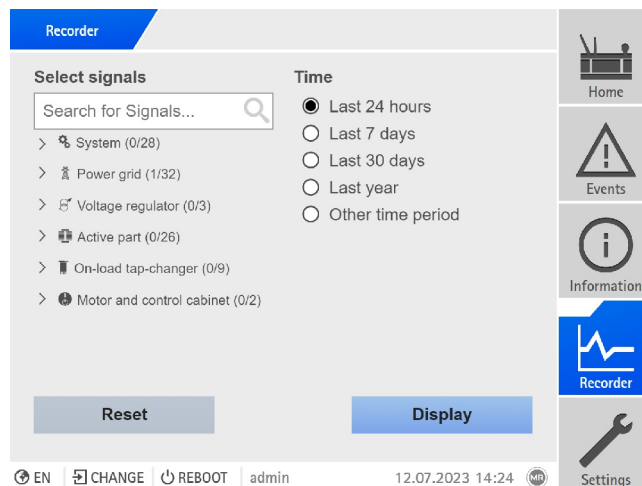 Recorder
Select signals
Search for Signals...
System (0/28)
Power grid (1/32)
Voltage regulator (0/3)
Active part (0/26)
On-load tap-changer (0/9)
Motor and control cabinet (0/2)
Time
Last 24 hours
Last 7 days
Last 30 days
Last year
Other time period
Reset
Display
Home
Events
Information
Recorder
Settings
EN CHANGE REBOOT admin 12.07.2023 14:24 MR